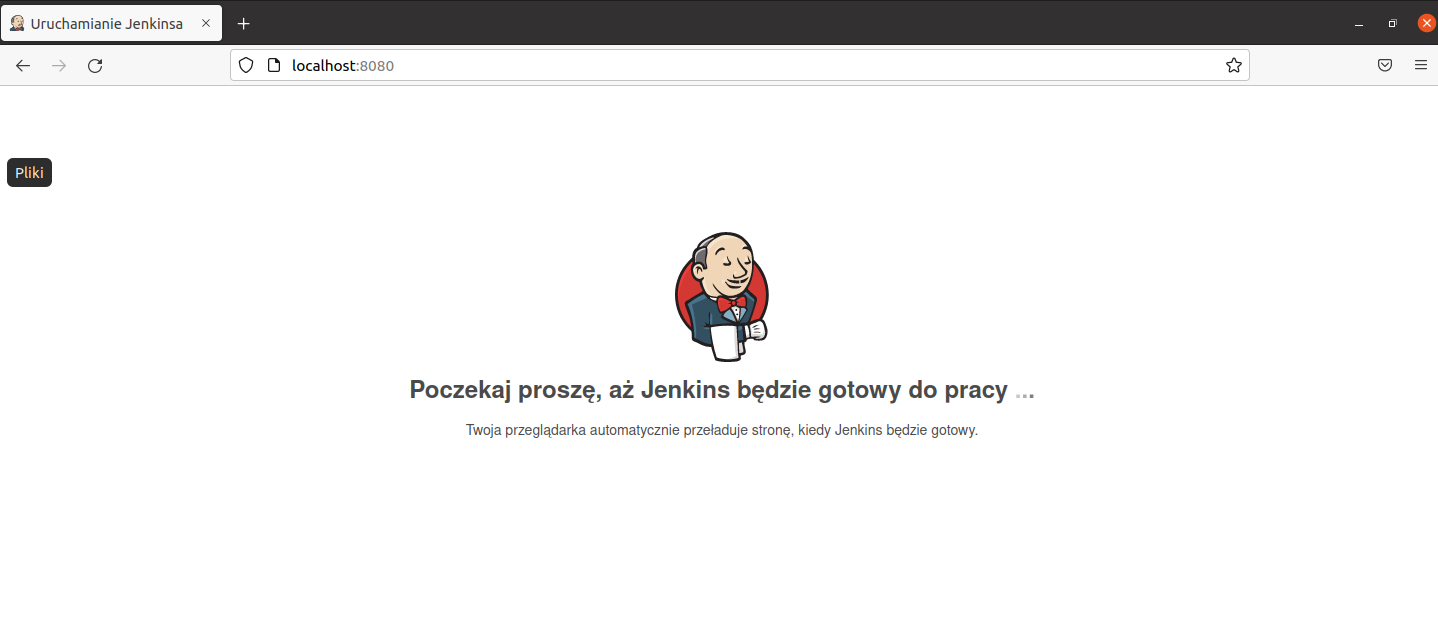 Uruchamianie Jenkinsa
localhost:8080
Pliki
Poczekaj proszę, aż Jenkins będzie gotowy do pracy ...
Twoja przeglądarka automatycznie przeładuje stronę, kiedy Jenkins będzie gotowy.